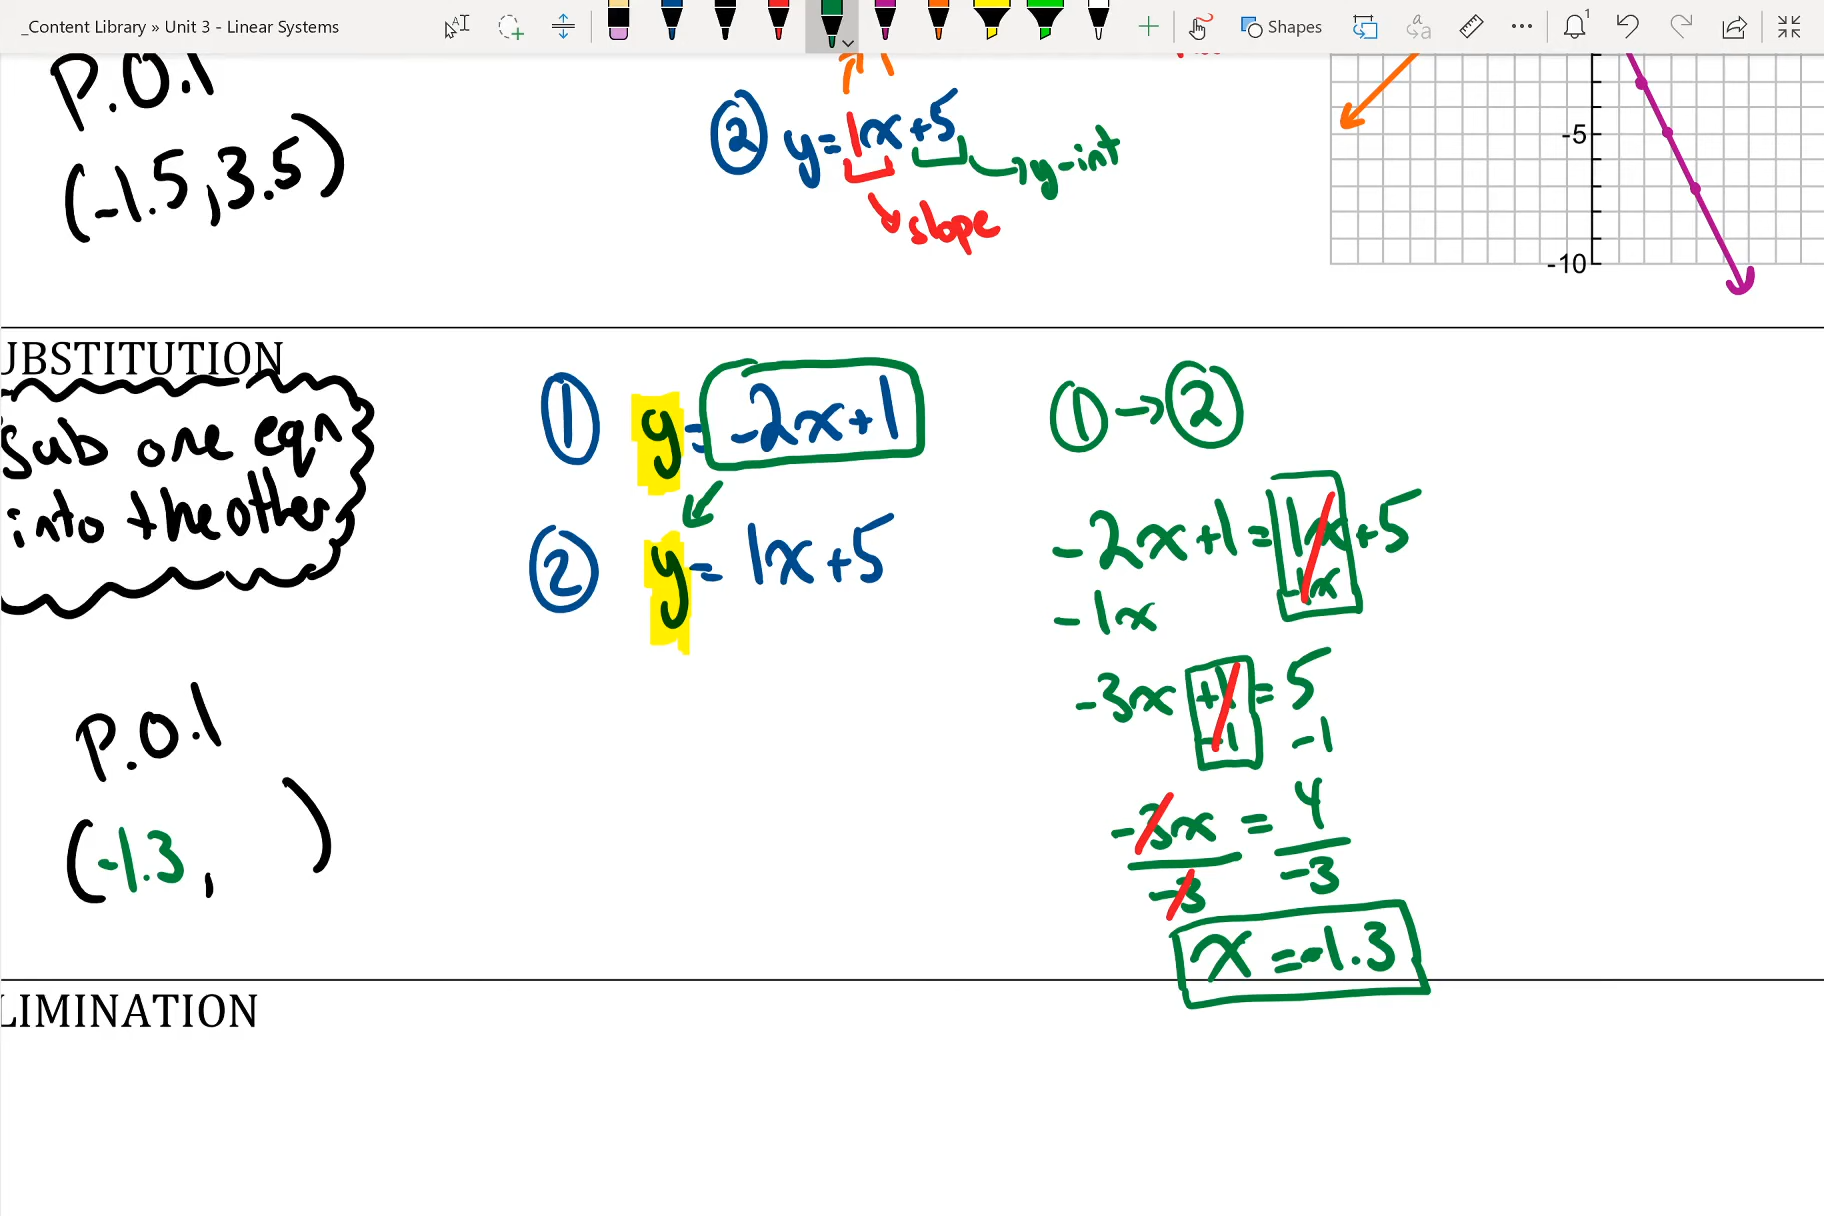 _Content Library » Unit 3 - Linear Systems
Shapes
1
P.O.I
(-1.5,3.5)
② y=1x+5
y-int
slope
-5
-10
UBSTITUTION
Sub one eqn
into the other
① y=-2x+1
② y=1x+5
P.O.I
(-1.3, )
①→②
-2x+1=1x+5
-1x -1x
-3x+1=5
-1 -1
-3x = 4
-3 -3
x=-1.3
LIMINATION